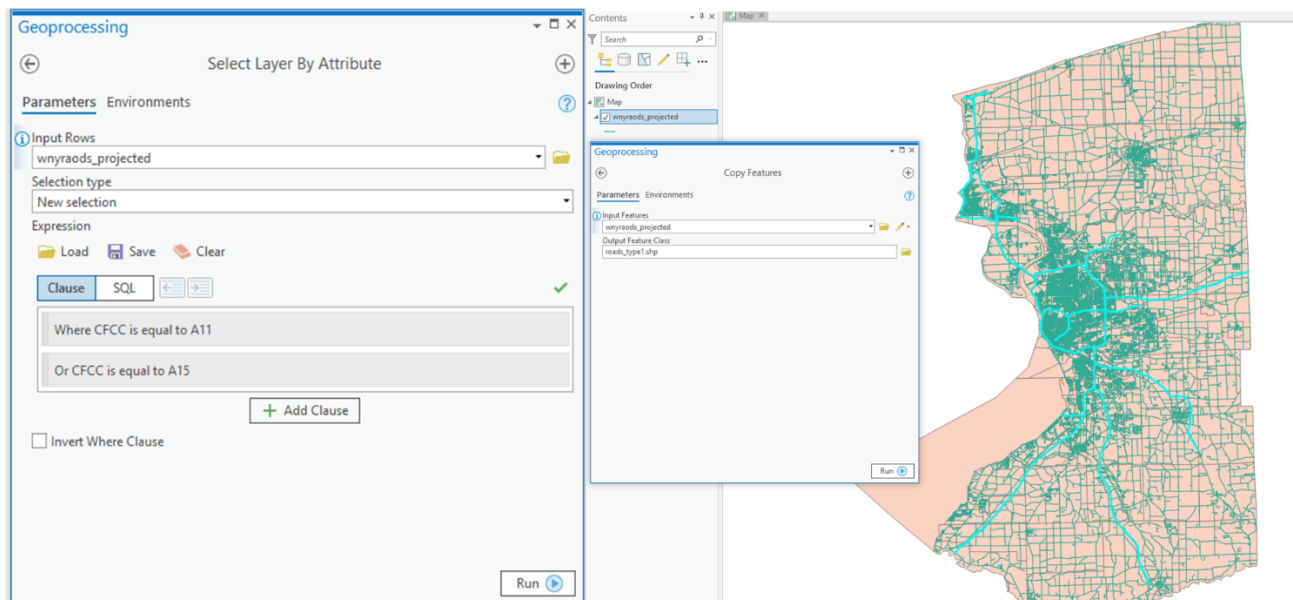 Geoprocessing
Select Layer By Attribute
Parameters Environments
Input Rows
wnyraods_projected
Selection type
New selection
Expression
Load Save Clear
Clause SQL
Where CFCC is equal to A11
Or CFCC is equal to A15
Add Clause
Invert Where Clause
Run
Contents
Search
Drawing Order
Map
wnyraods_projected
Geoprocessing
Copy Features
Parameters Environments
Input Features
wnyraods_projected
Output Feature Class
roads_type1.shp
Run
Map